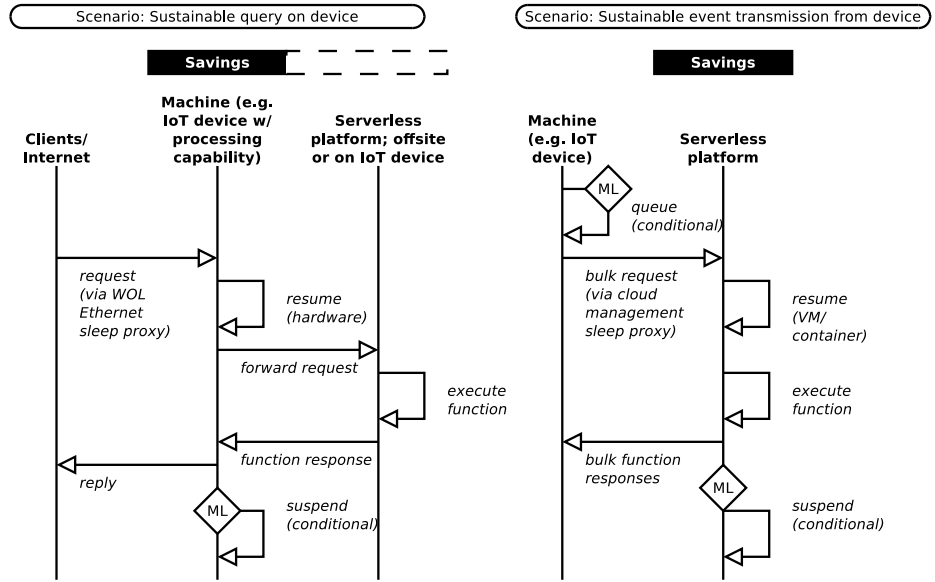 Scenario: Sustainable query on device
Savings
Clients/
Internet
Machine (e.g.
IoT device w/
processing
capability)
Serverless
platform; offsite
or on IoT device
request
(via WOL
Ethernet
sleep proxy)
resume
(hardware)
forward request
execute
function
function response
reply
ML
suspend
(conditional)
Scenario: Sustainable event transmission from device
Savings
Machine
(e.g. IoT
device)
Serverless
platform
ML
queue
(conditional)
bulk request
(via cloud
management
sleep proxy)
resume
(VM/
container)
execute
function
bulk function
responses
ML
suspend
(conditional)